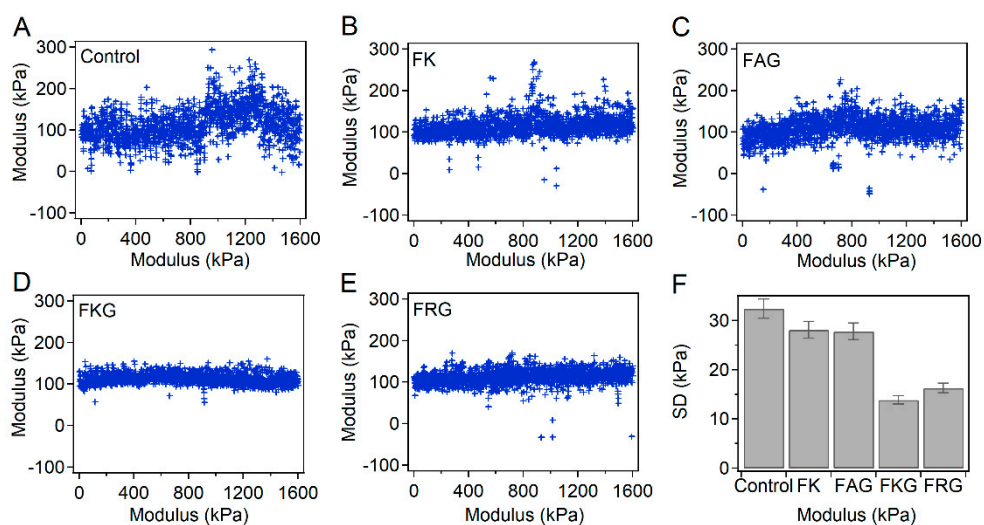 A
Control
Modulus (kPa)
300
200
100
0
-100
0 400 800 1200 1600
Modulus (kPa)
B
FK
Modulus (kPa)
300
200
100
0
-100
0 400 800 1200 1600
Modulus (kPa)
C
FAG
Modulus (kPa)
300
200
100
0
-100
0 400 800 1200 1600
Modulus (kPa)
D
FKG
Modulus (kPa)
300
200
100
0
-100
0 400 800 1200 1600
Modulus (kPa)
E
FRG
Modulus (kPa)
300
200
100
0
-100
0 400 800 1200 1600
Modulus (kPa)
F
SD (kPa)
30
20
10
0
Control FK FAG FKG FRG
Modulus (kPa)